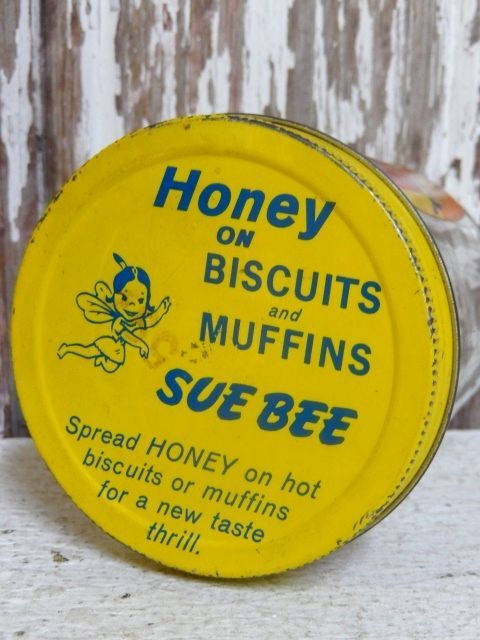 Honey
ON
BISCUITS
and
MUFFINS
SUE BEE
Spread HONEY on hot
biscuits or muffins
for a new taste
thrill.